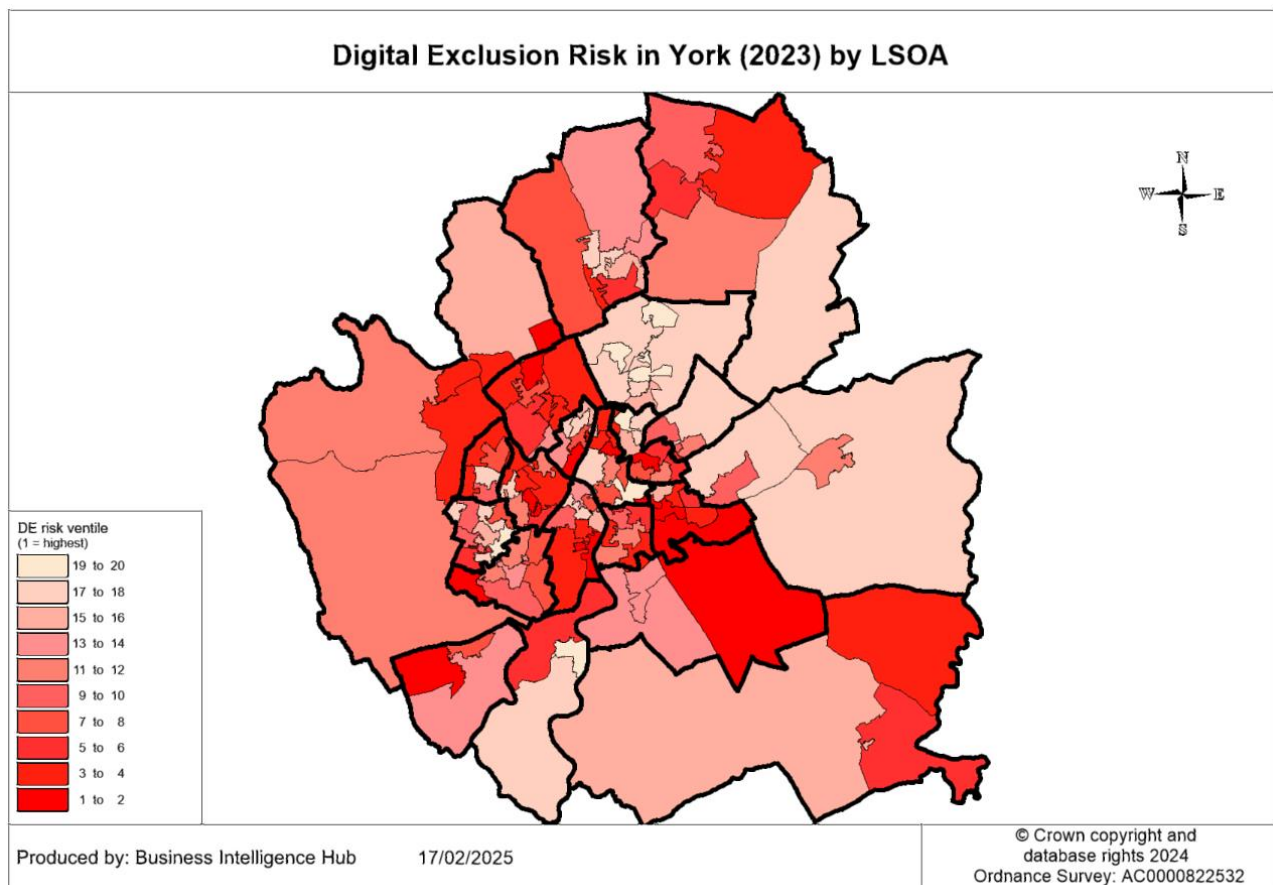 Digital Exclusion Risk in York (2023) by LSOA
N
W E
S
DE risk ventile
(1 = highest)
19 to 20
17 to 18
15 to 16
13 to 14
11 to 12
9 to 10
7 to 8
5 to 6
3 to 4
1 to 2
Produced by: Business Intelligence Hub 17/02/2025
© Crown copyright and
database rights 2024
Ordnance Survey: AC0000822532